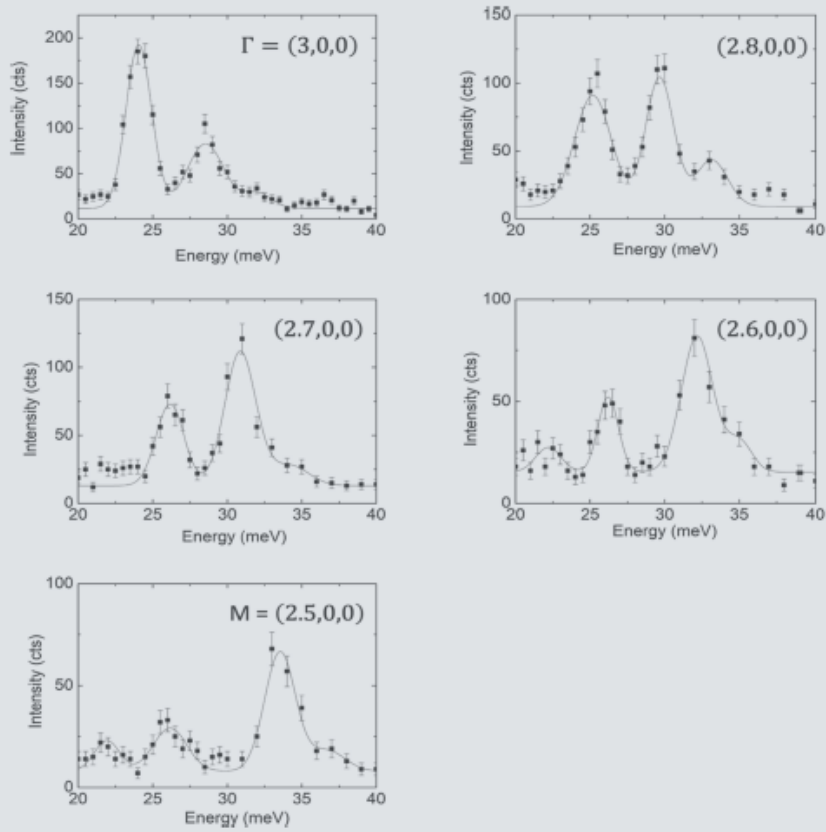 Γ = (3,0,0)
200
150
100
50
0
Intensity (cts)
20 25 30 35 40
Energy (meV)
(2.8,0,0)
150
100
50
0
Intensity (cts)
20 25 30 35 40
Energy (meV)
(2.7,0,0)
150
100
50
0
Intensity (cts)
20 25 30 35 40
Energy (meV)
(2.6,0,0)
100
50
0
Intensity (cts)
20 25 30 35 40
Energy (meV)
M = (2.5,0,0)
100
50
0
Intensity (cts)
20 25 30 35 40
Energy (meV)